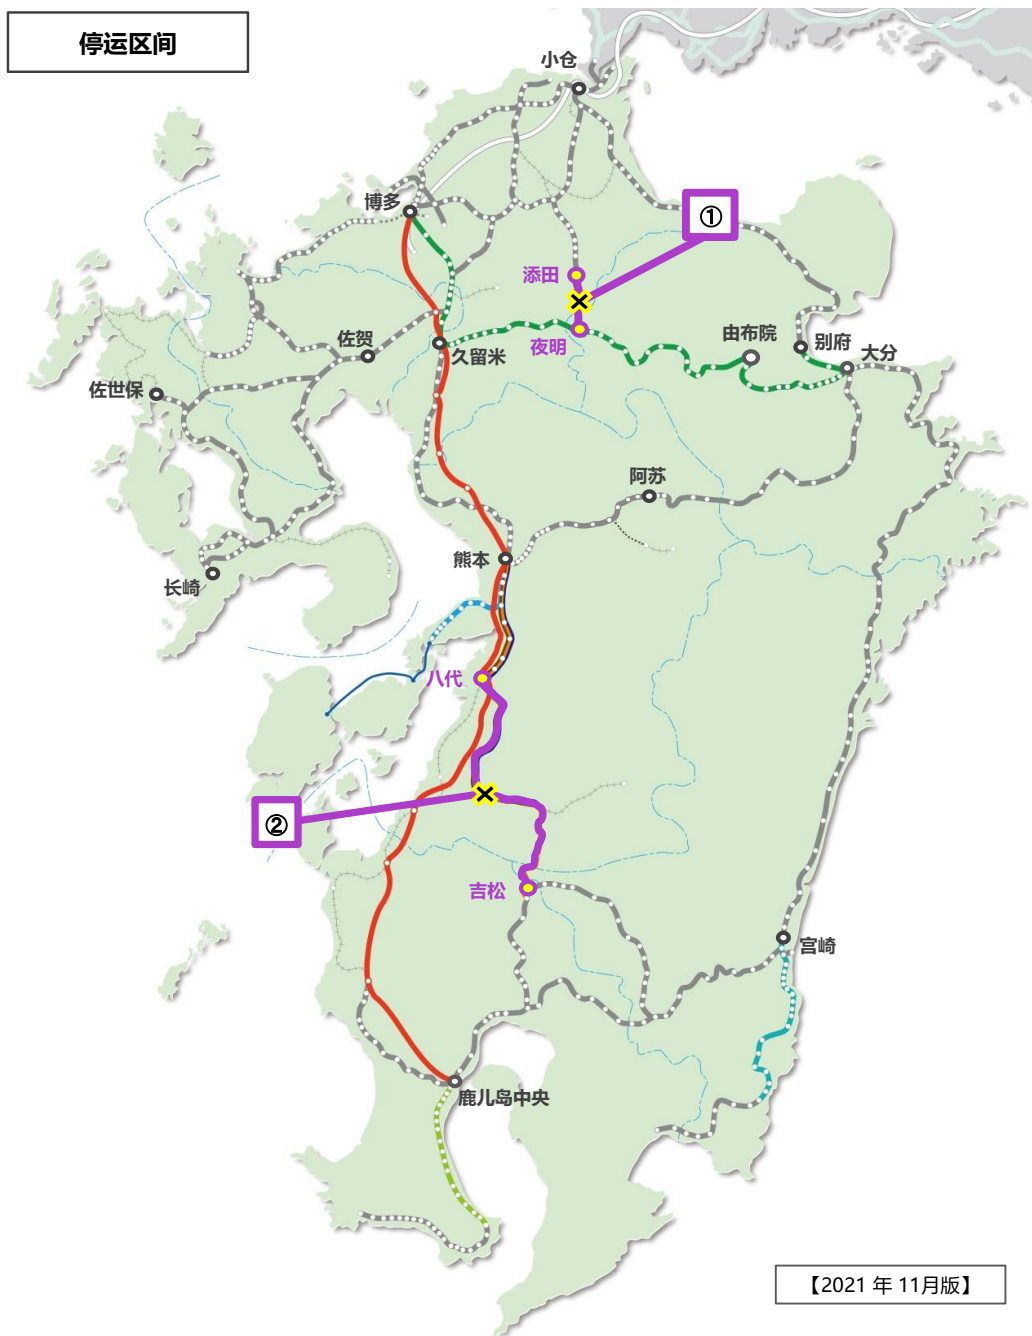 停运区间
小仓
博多
①
添田
夜明
由布院
别府
大分
佐贺
久留米
佐世保
阿苏
熊本
长崎
八代
②
吉松
宫崎
鹿儿岛中央
【2021 年 11月版】